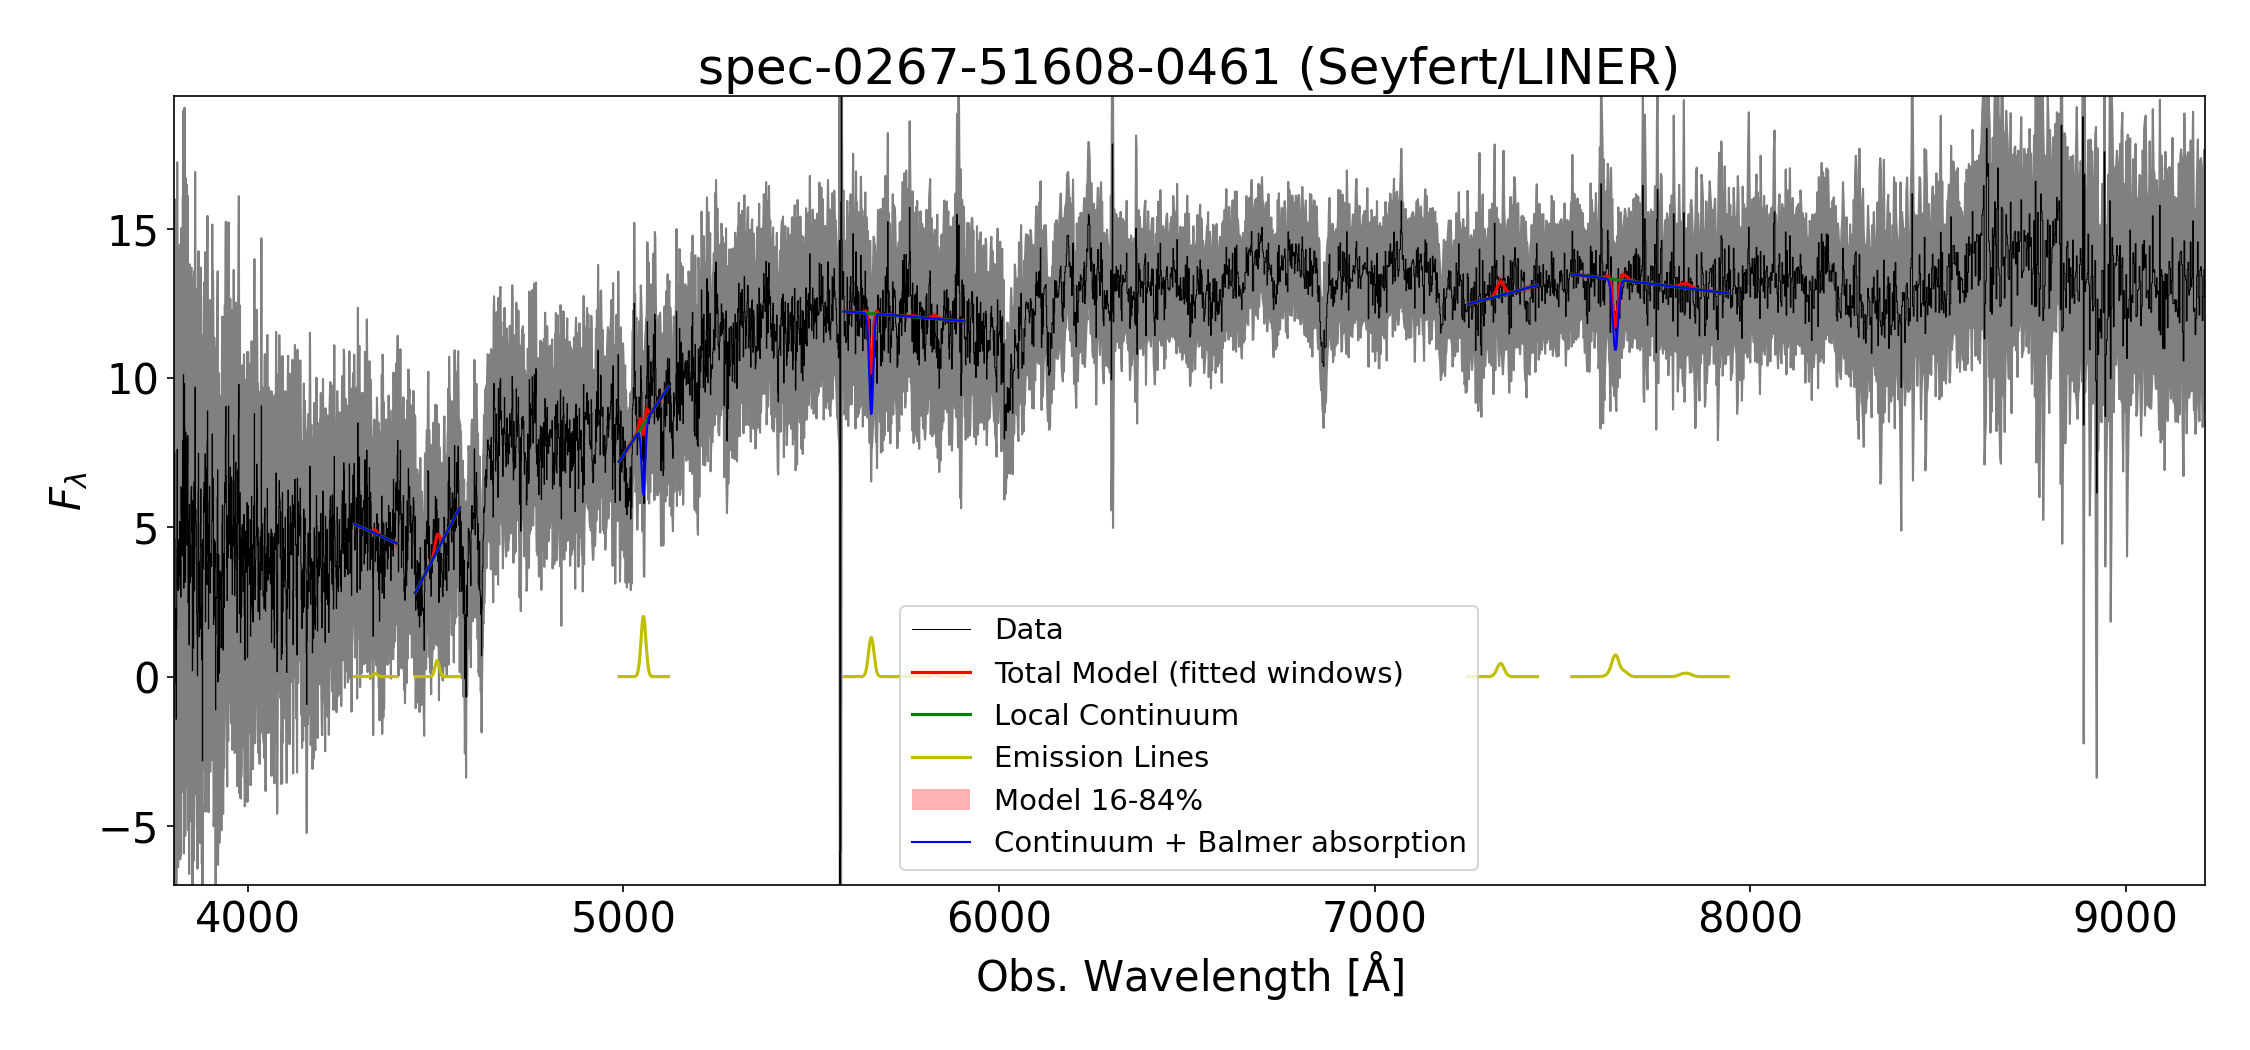 spec-0267-51608-0461 (Seyfert/LINER)
15
10
5
0
−5
F_λ
4000 5000 6000 7000 8000 9000
Obs. Wavelength [Å]
Data
Total Model (fitted windows)
Local Continuum
Emission Lines
Model 16-84%
Continuum + Balmer absorption